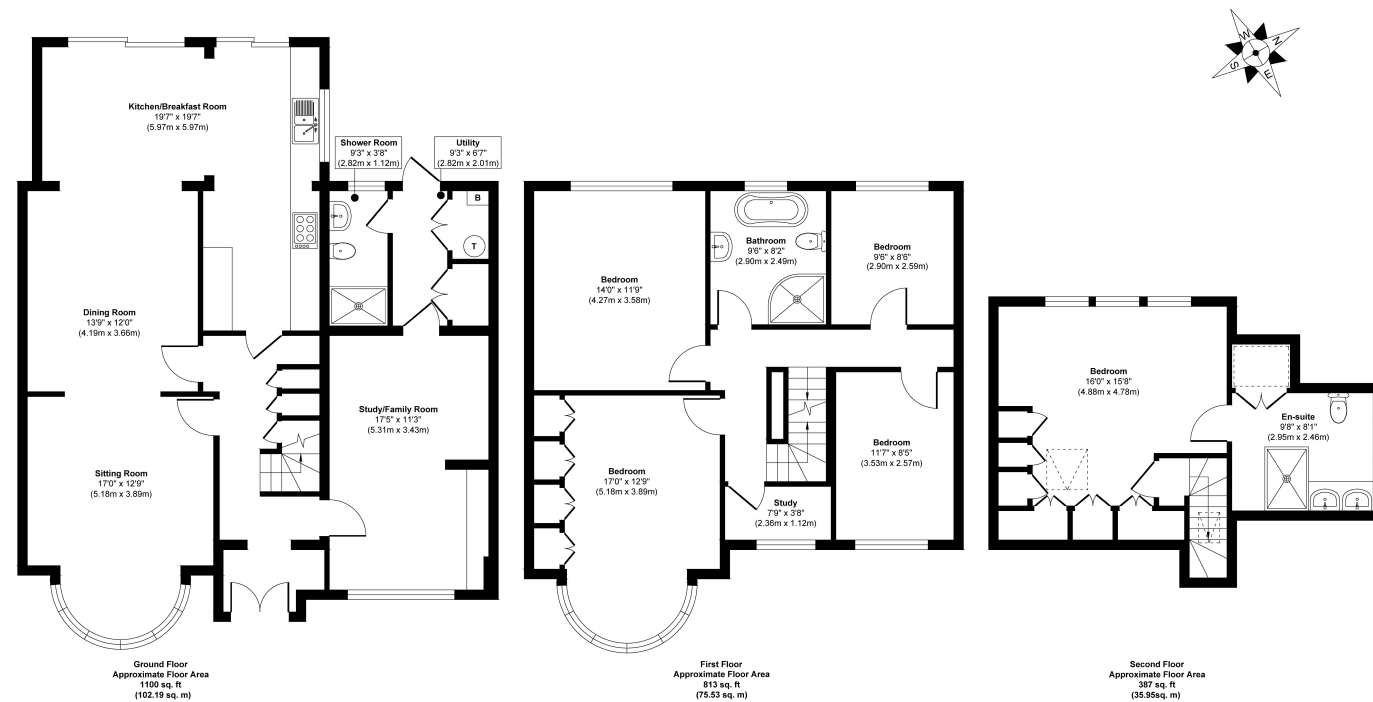 W
N
S
E
Kitchen/Breakfast Room
19'7" x 19'7"
(5.97m x 5.97m)
Shower Room
9'3" x 3'8"
(2.82m x 1.12m)
Utility
9'3" x 6'7"
(2.82m x 2.01m)
B
T
Dining Room
13'9" x 12'0"
(4.19m x 3.66m)
Study/Family Room
17'5" x 11'3"
(5.31m x 3.43m)
Sitting Room
17'0" x 12'9"
(5.18m x 3.89m)
Ground Floor
Approximate Floor Area
1100 sq. ft
(102.19 sq. m)
Bathroom
9'6" x 8'2"
(2.90m x 2.49m)
Bedroom
9'6" x 8'6"
(2.90m x 2.59m)
Bedroom
14'0" x 11'9"
(4.27m x 3.58m)
Bedroom
11'7" x 8'5"
(3.53m x 2.57m)
Bedroom
17'0" x 12'9"
(5.18m x 3.89m)
Study
7'9" x 3'8"
(2.36m x 1.12m)
First Floor
Approximate Floor Area
813 sq. ft
(75.53 sq. m)
Bedroom
16'0" x 15'8"
(4.88m x 4.78m)
En-suite
9'8" x 8'1"
(2.95m x 2.46m)
Second Floor
Approximate Floor Area
387 sq. ft
(35.95sq. m)